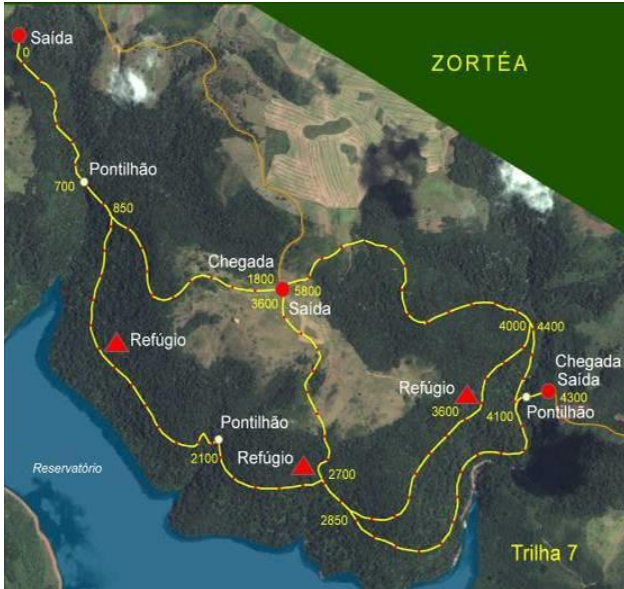 Saída
0
ZORTÉA
Pontilhão
700
850
Chegada
1800
5800
3600
Saída
Refúgio
4000
4400
Chegada
Saída
4300
Refúgio
3600
4100
Pontilhão
Pontilhão
2100
Refúgio
2700
Reservatório
2850
Trilha 7